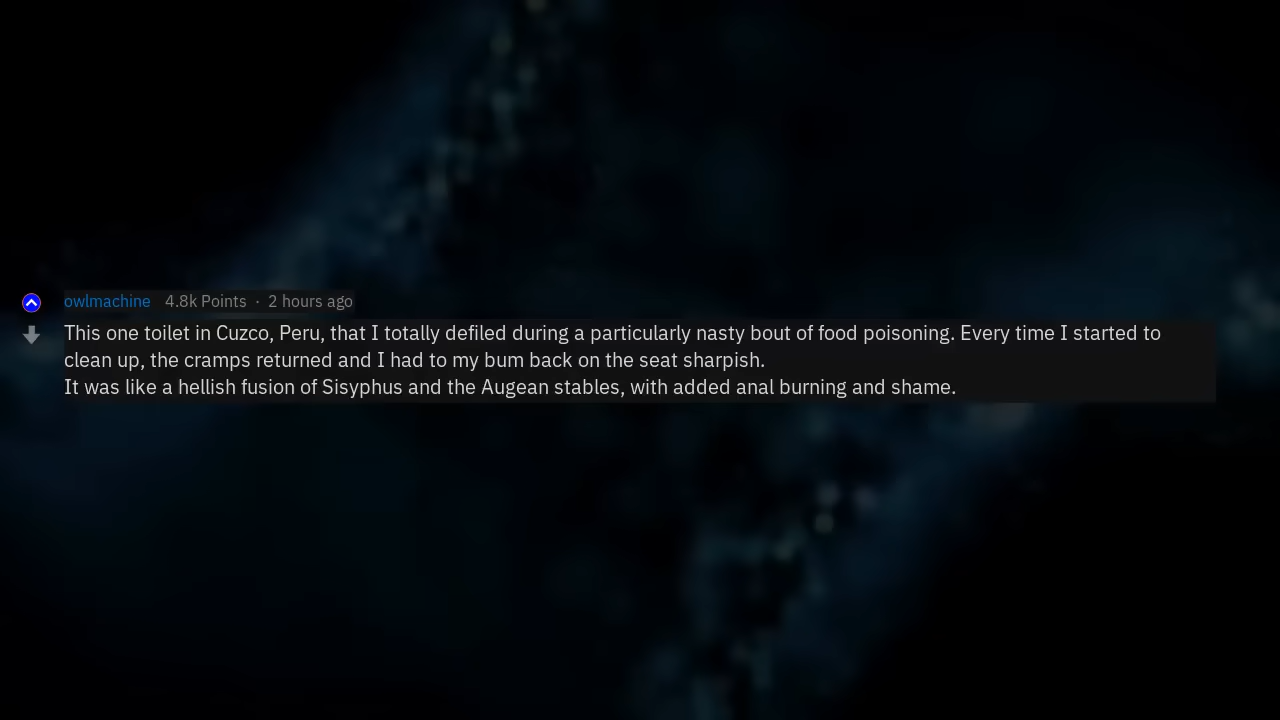 owlmachine 4.8k Points · 2 hours ago
This one toilet in Cuzco, Peru, that I totally defiled during a particularly nasty bout of food poisoning. Every time I started to
clean up, the cramps returned and I had to my bum back on the seat sharpish.
It was like a hellish fusion of Sisyphus and the Augean stables, with added anal burning and shame.